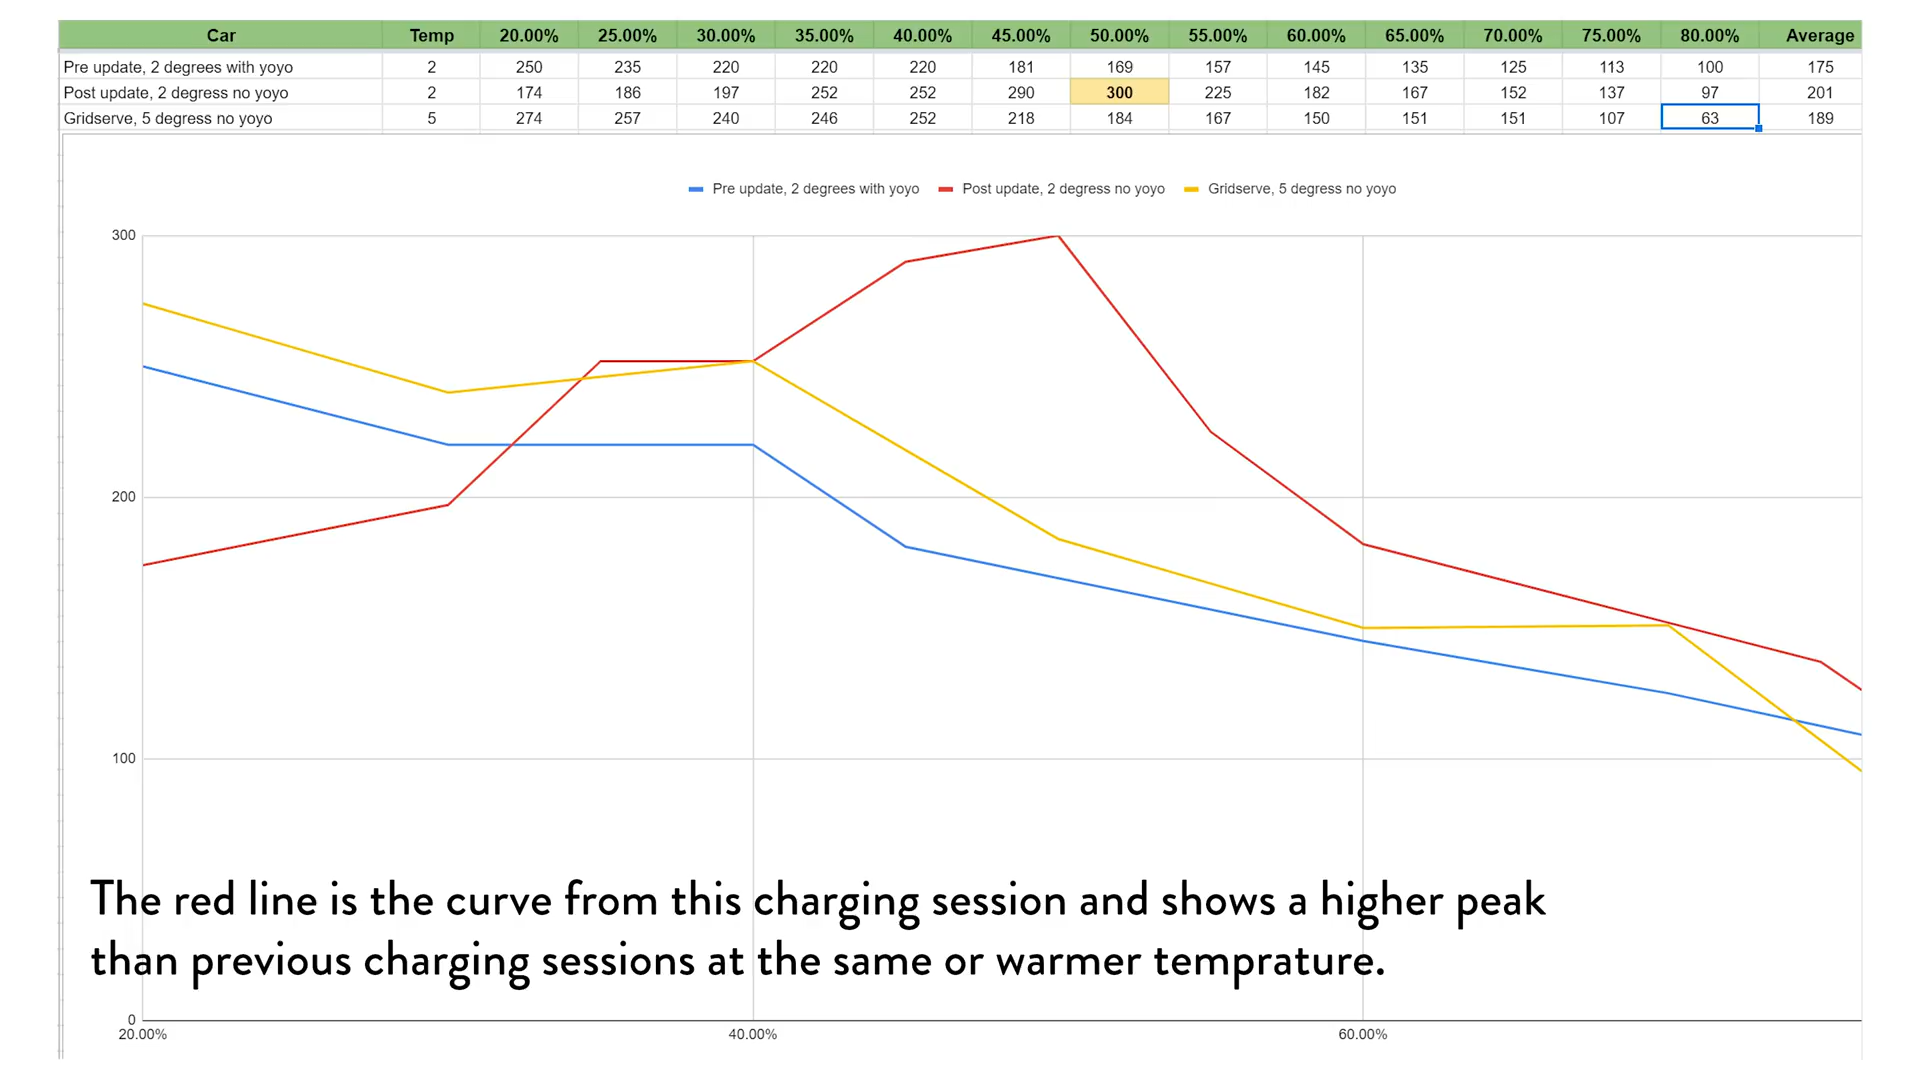 Car Temp 20.00% 25.00% 30.00% 35.00% 40.00% 45.00% 50.00% 55.00% 60.00% 65.00% 70.00% 75.00% 80.00% Average
Pre update, 2 degrees with yoyo 2 250 235 220 220 220 181 169 157 145 135 125 113 100 175
Post update, 2 degress no yoyo 2 174 186 197 252 252 290 300 225 182 167 152 137 97 201
Gridserve, 5 degress no yoyo 5 274 257 240 246 252 218 184 167 150 151 151 107 63 189
Pre update, 2 degrees with yoyo Post update, 2 degress no yoyo Gridserve, 5 degress no yoyo
300
200
100
The red line is the curve from this charging session and shows a higher peak
than previous charging sessions at the same or warmer temprature.
0
20.00% 40.00% 60.00%